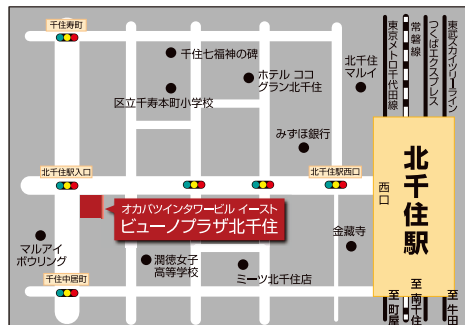 千住寿町
千住七福神の碑
ホテル ココ
グラン北千住
北千住
マルイ
区立千寿本町小学校
みずほ銀行
東京メトロ千代田線
常磐線
つくばエクスプレス
東武スカイツリーライン
北千住駅入口
北千住駅西口
西口
北千住駅
オカバツインタワービル イースト
ビューノプラザ北千住
マルアイ
ボウリング
潤徳女子
高等学校
ミーツ北千住店
金蔵寺
千住中居町
至町屋
至南千住
至牛田